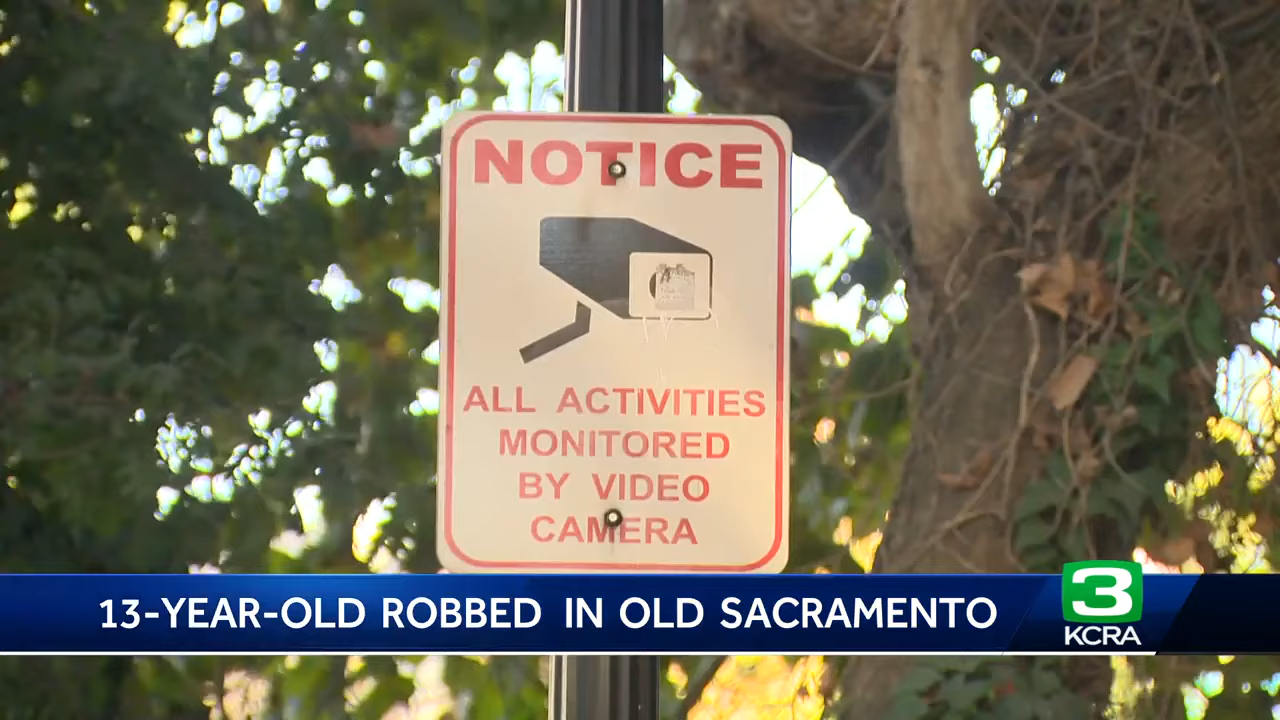 NOTICE
ALL ACTIVITIES
MONITORED
BY VIDEO
CAMERA
13-YEAR-OLD ROBBED IN OLD SACRAMENTO
3
KCRA